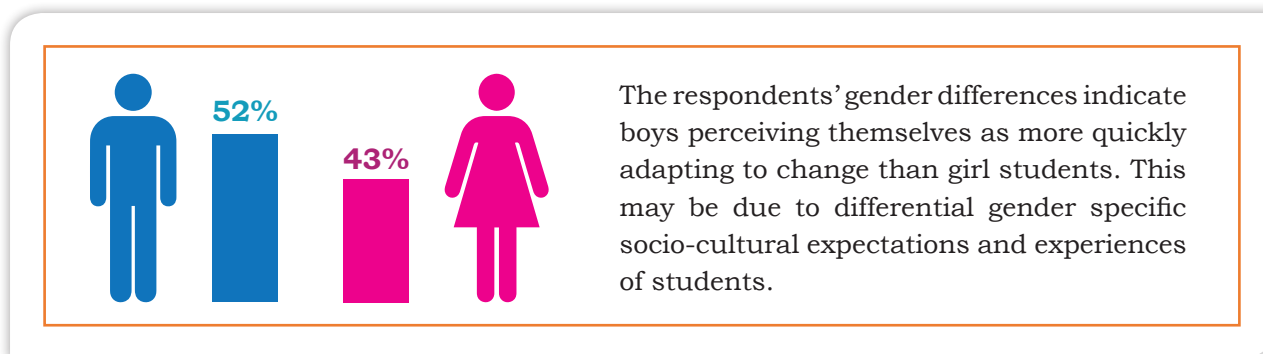 52%
43%
The respondents' gender differences indicate
boys perceiving themselves as more quickly
adapting to change than girl students. This
may be due to differential gender specific
socio-cultural expectations and experiences
of students.